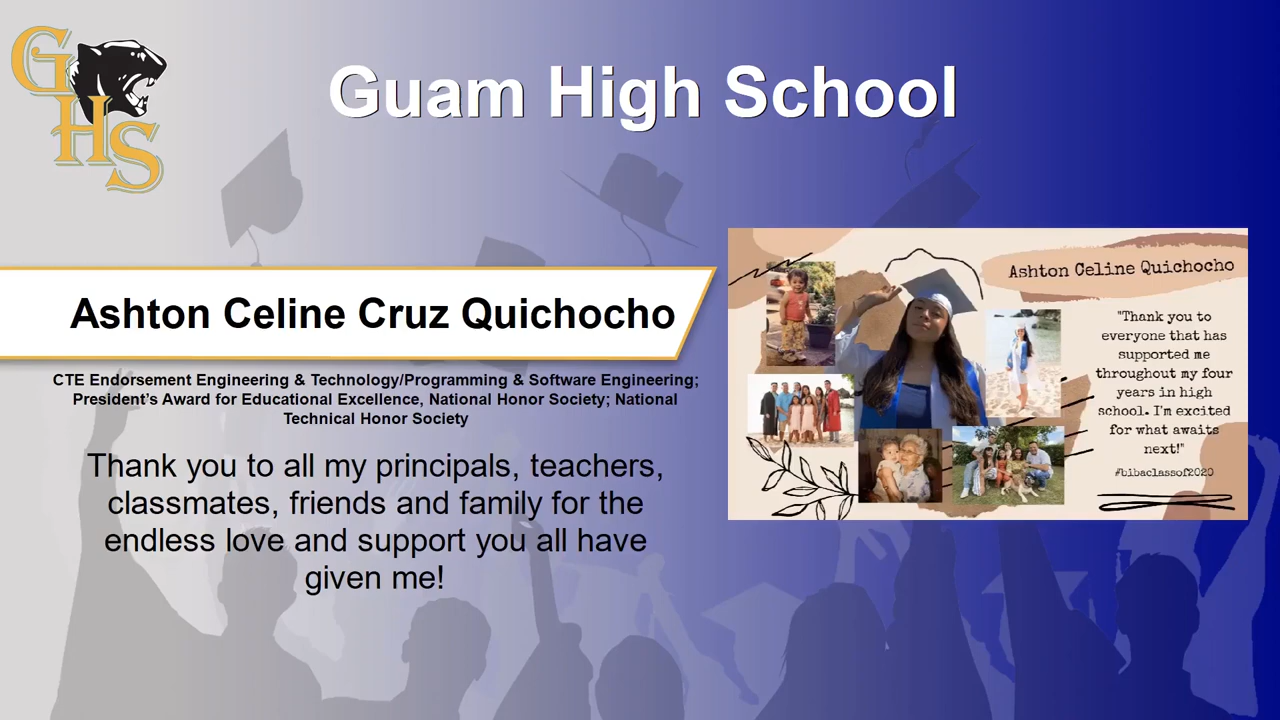 GHS
Guam High School
Ashton Celine Cruz Quichocho
CTE Endorsement Engineering & Technology/Programming & Software Engineering;
President's Award for Educational Excellence, National Honor Society; National
Technical Honor Society
Thank you to all my principals, teachers,
classmates, friends and family for the
endless love and support you all have
given me!
Ashton Celine Quichocho
"Thank you to
everyone that has
supported me
throughout my four
years in high
school. I'm excited
for what awaits
next!"
#blbaclassof2020